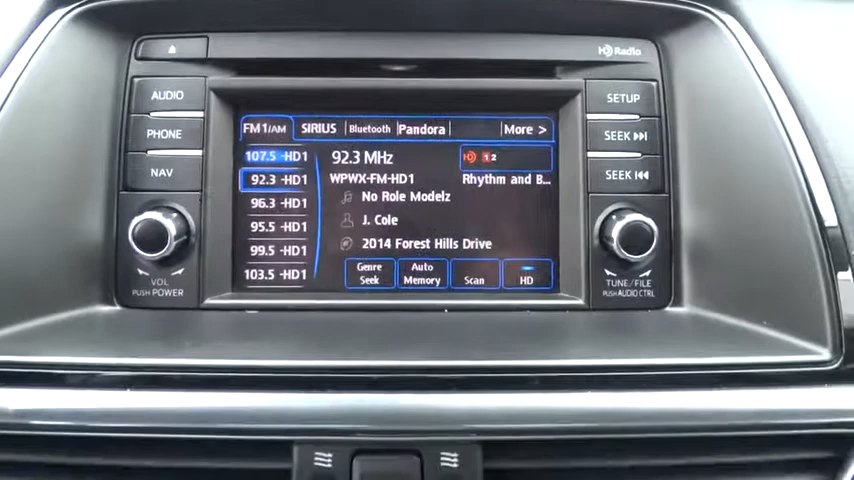 HD Radio
AUDIO
PHONE
NAV
VOL
PUSH POWER
FM1/AM SIRIUS Bluetooth Pandora More >
107.5 -HD1
92.3 -HD1
96.3 -HD1
95.5 -HD1
99.5 -HD1
103.5 -HD1
92.3 MHz
HD 1 2
WPWX-FM-HD1 Rhythm and B...
No Role Modelz
J. Cole
2014 Forest Hills Drive
Genre Seek
Auto Memory
Scan
HD
SETUP
SEEK
SEEK
TUNE/FILE
PUSH AUDIO CTRL